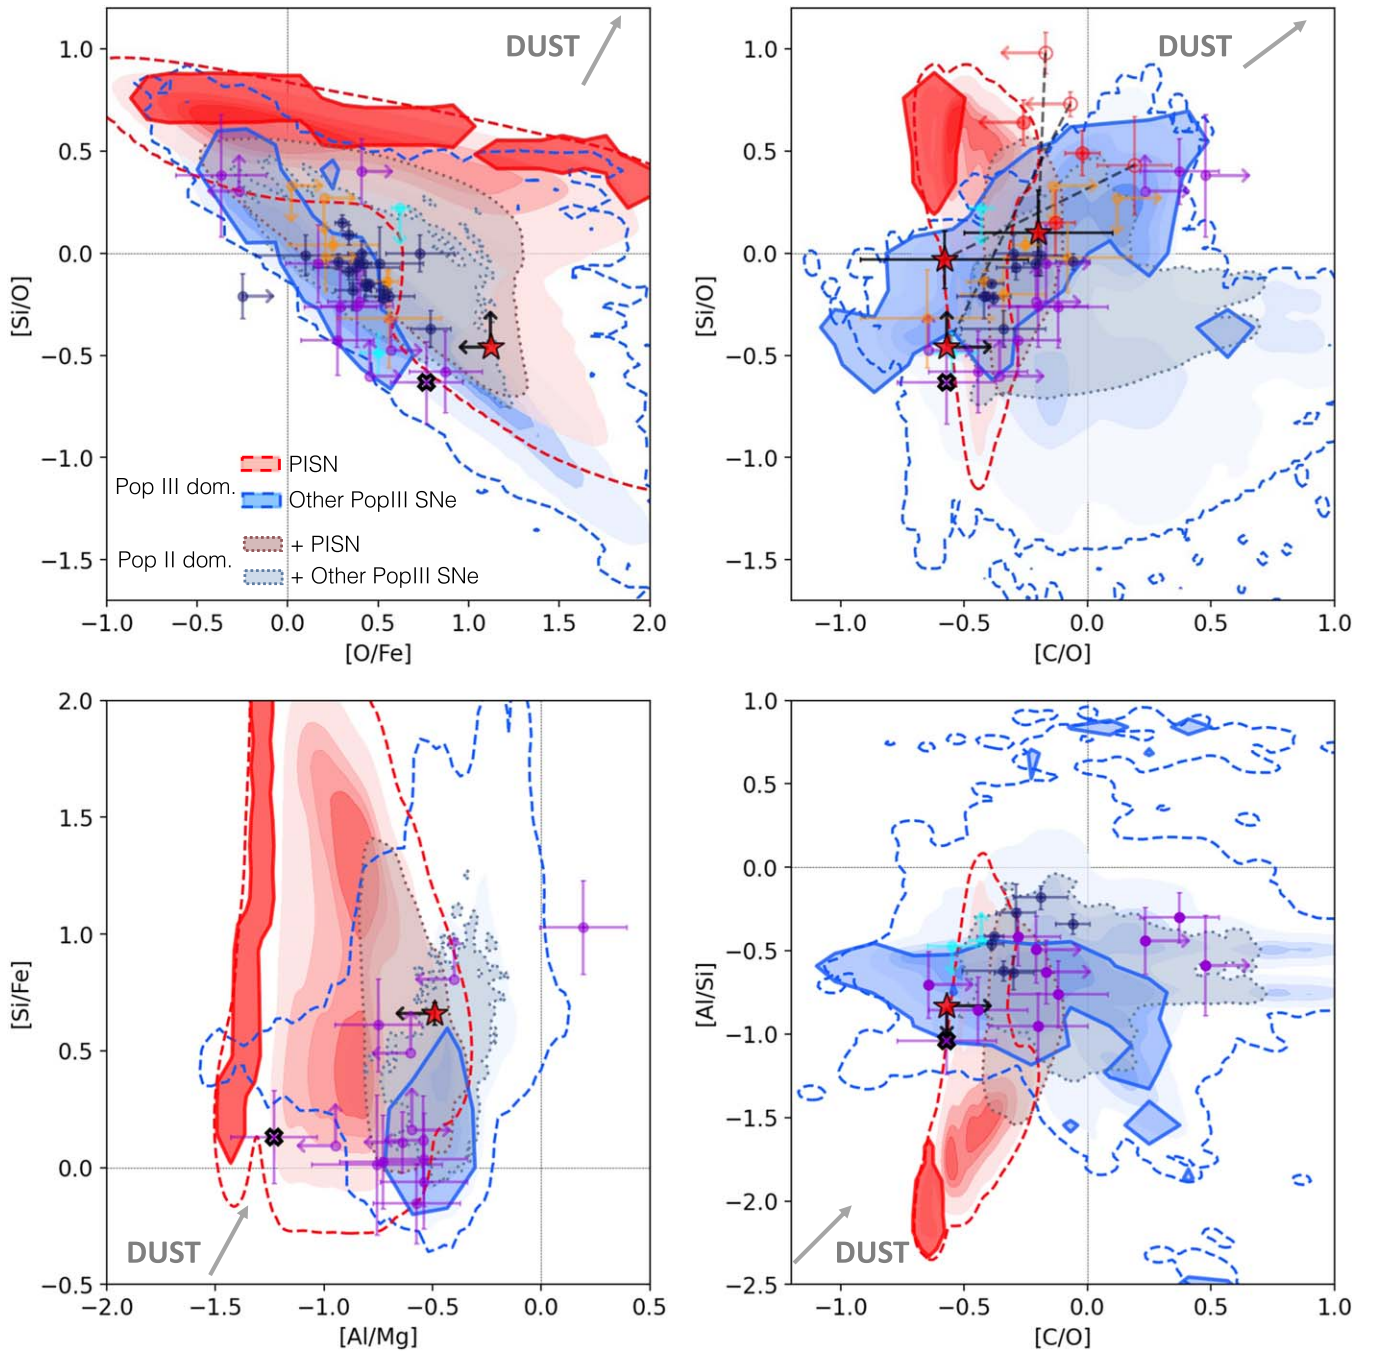 DUST
1.0
0.5
0.0
−0.5
−1.0
−1.5
[Si/O]
Pop III dom.
PISN
Other PopIII SNe
Pop II dom.
+ PISN
+ Other PopIII SNe
−1.0 −0.5 0.0 0.5 1.0 1.5 2.0
[O/Fe]
DUST
1.0
0.5
0.0
−0.5
−1.0
−1.5
[Si/O]
−1.0 −0.5 0.0 0.5 1.0
[C/O]
2.0
1.5
1.0
0.5
0.0
−0.5
[Si/Fe]
DUST
−2.0 −1.5 −1.0 −0.5 0.0 0.5
[Al/Mg]
1.0
0.5
0.0
−0.5
−1.0
−1.5
−2.0
−2.5
[Al/Si]
DUST
−1.0 −0.5 0.0 0.5 1.0
[C/O]